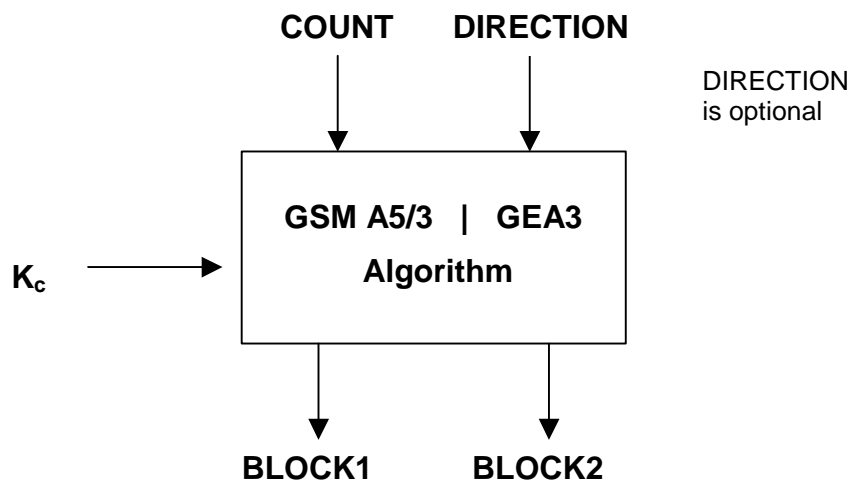 COUNT DIRECTION
DIRECTION
is optional
GSM A5/3 | GEA3
Algorithm
Kc
BLOCK1 BLOCK2